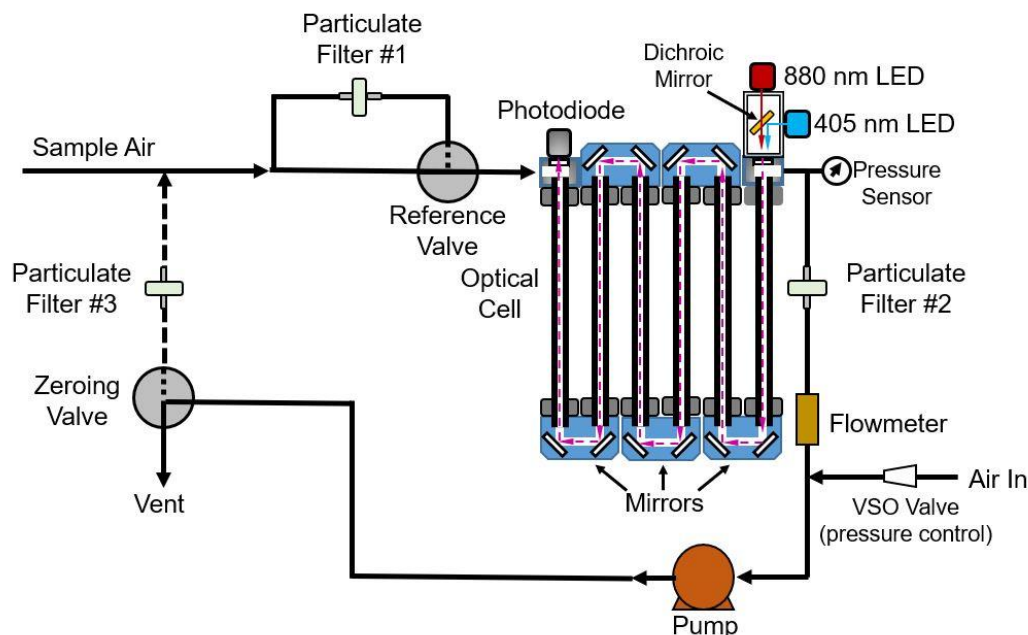 Particulate
Filter #1
Dichroic
Mirror
880 nm LED
Photodiode
405 nm LED
Sample Air
Pressure
Sensor
Reference
Valve
Particulate
Filter #3
Optical
Cell
Particulate
Filter #2
Zeroing
Valve
Flowmeter
Vent
Mirrors
Air In
VSO Valve
(pressure control)
Pump